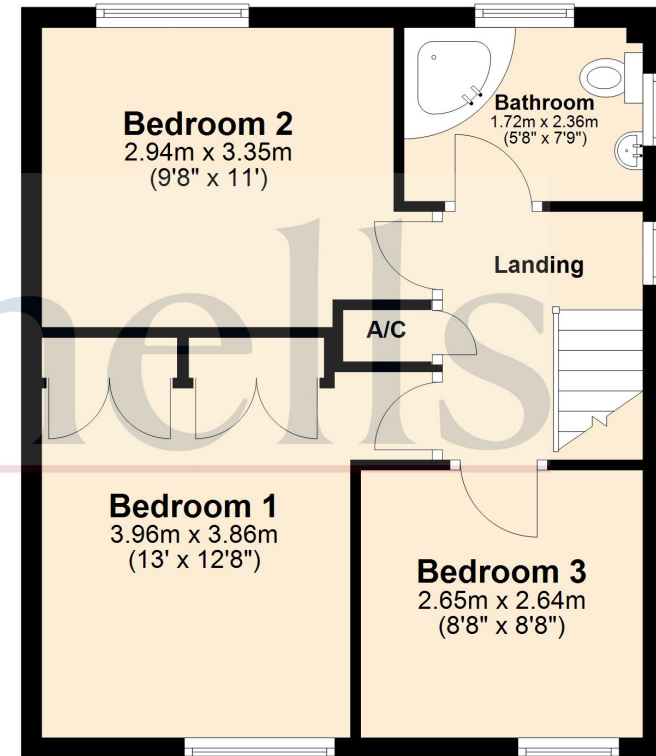 Bedroom 2
2.94m x 3.35m
(9'8" x 11')
Bathroom
1.72m x 2.36m
(5'8" x 7'9")
Landing
A/C
nells
Bedroom 1
3.96m x 3.86m
(13' x 12'8")
Bedroom 3
2.65m x 2.64m
(8'8" x 8'8")